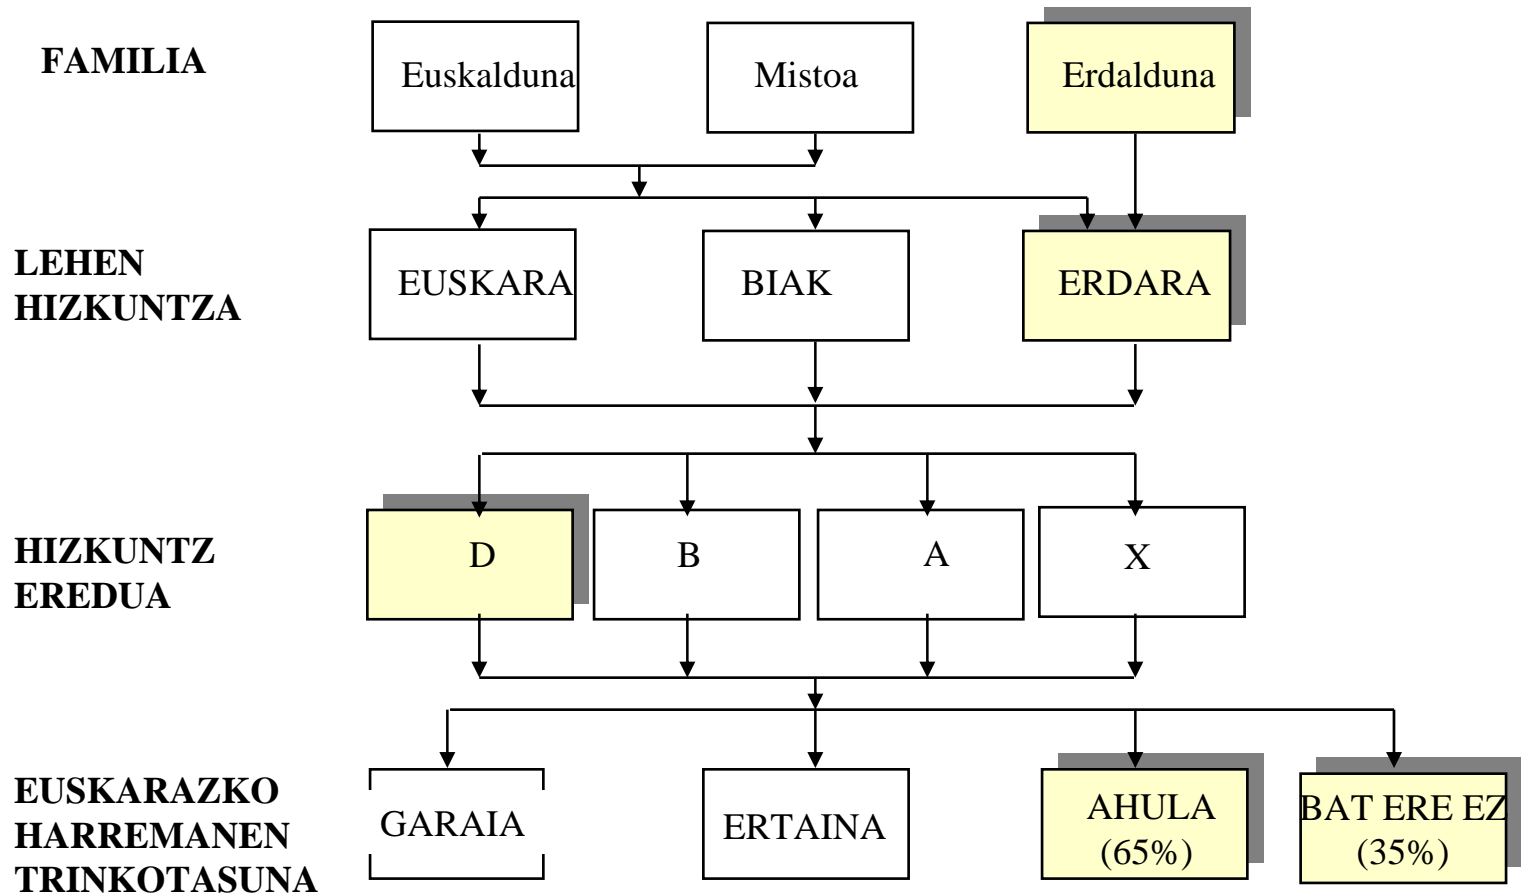 FAMILIA
Euskalduna
Mistoa
Erdalduna
LEHEN
HIZKUNTZA
EUSKARA
BIAK
ERDARA
HIZKUNTZ
EREDUA
D
B
A
X
EUSKARAZKO
HARREMANEN
TRINKOTASUNA
GARAIA
ERTAINA
AHULA
(65%)
BAT ERE EZ
(35%)